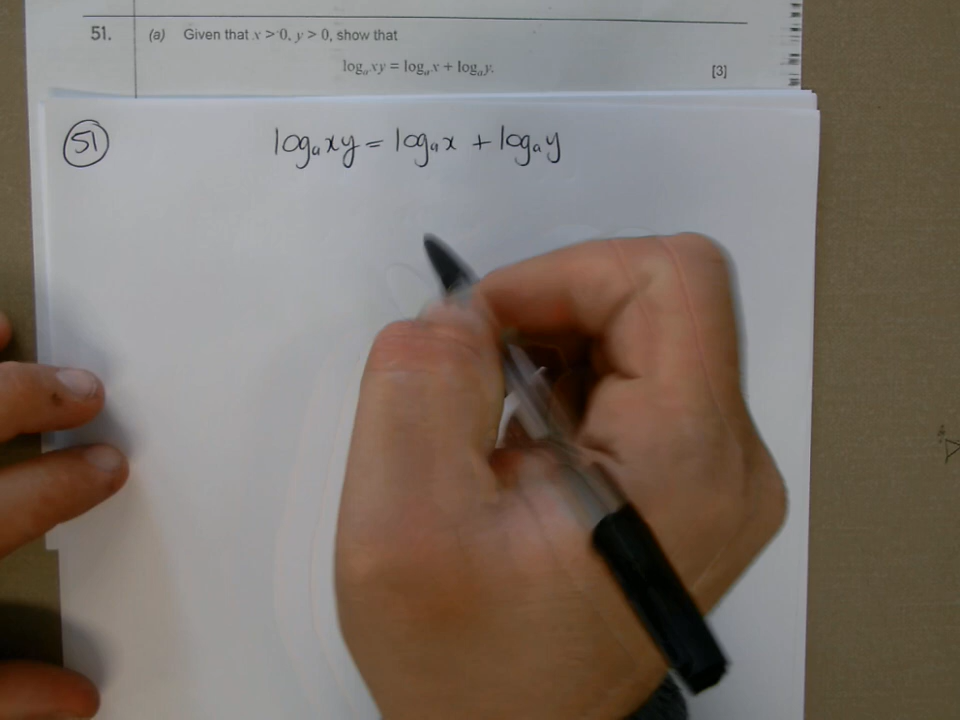 51. (a) Given that x > 0, y > 0, show that
logₐ xy = logₐ x + logₐ y. [3]
51 logₐ xy = logₐ x + logₐ y